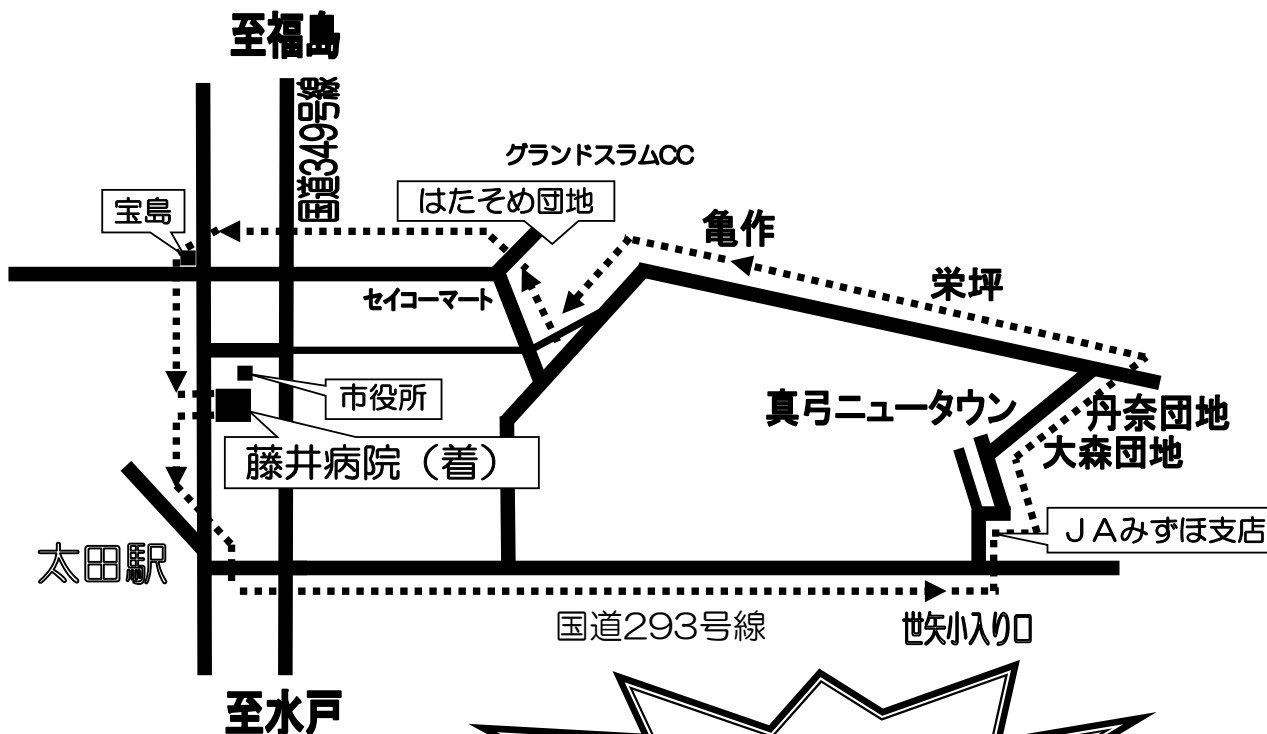 至福島
国道349号線
グランドスラムCC
宝島
はたそめ団地
亀作
栄坪
セイコーマート
市役所
真弓ニュータウン
丹奈団地
大森団地
藤井病院（着）
JAみずほ支店
太田駅
国道293号線
世矢小入り口
至水戸